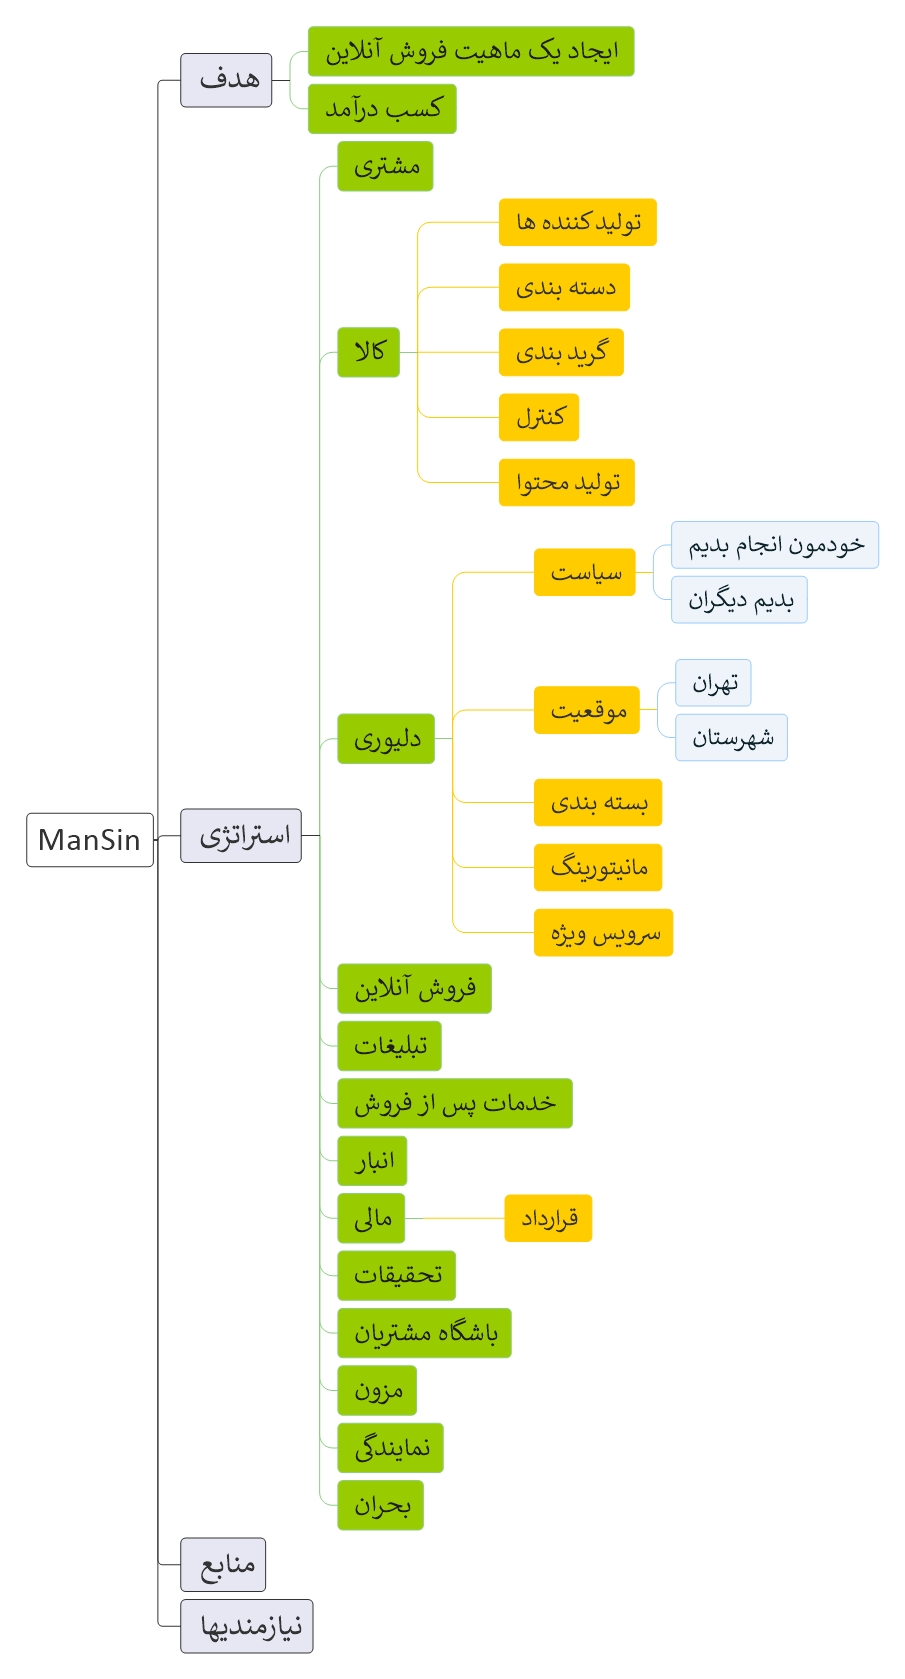 ManSin
هدف
ایجاد یک ماهیت فروش آنلاین
کسب درآمد
استراتژی
مشتری
کالا
تولیدکننده ها
دسته بندی
گرید بندی
کنترل
تولید محتوا
دلیوری
سیاست
خودمون انجام بدیم
بدیم دیگران
موقعیت
تهران
شهرستان
بسته بندی
مانیتورینگ
سرویس ویژه
فروش آنلاین
تبلیغات
خدمات پس از فروش
انبار
مالی
قرارداد
تحقیقات
باشگاه مشتریان
مزون
نمایندگی
بحران
منابع
نیازمندیها